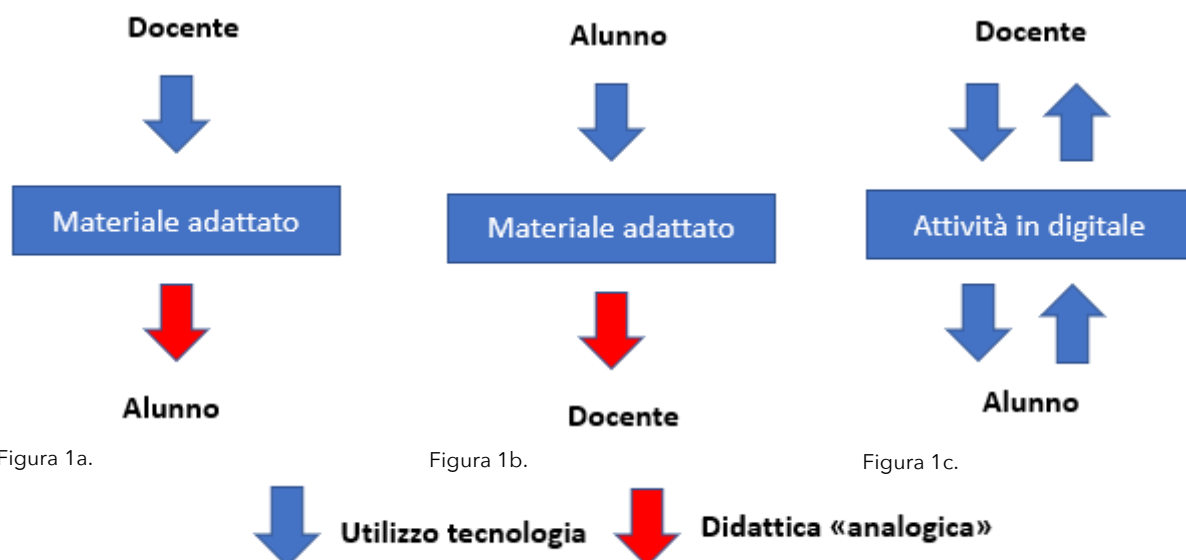 Docente
Alunno
Docente
Materiale adattato
Materiale adattato
Attività in digitale
Alunno
Docente
Alunno
Figura 1a.
Figura 1b.
Figura 1c.
Utilizzo tecnologia
Didattica «analogica»